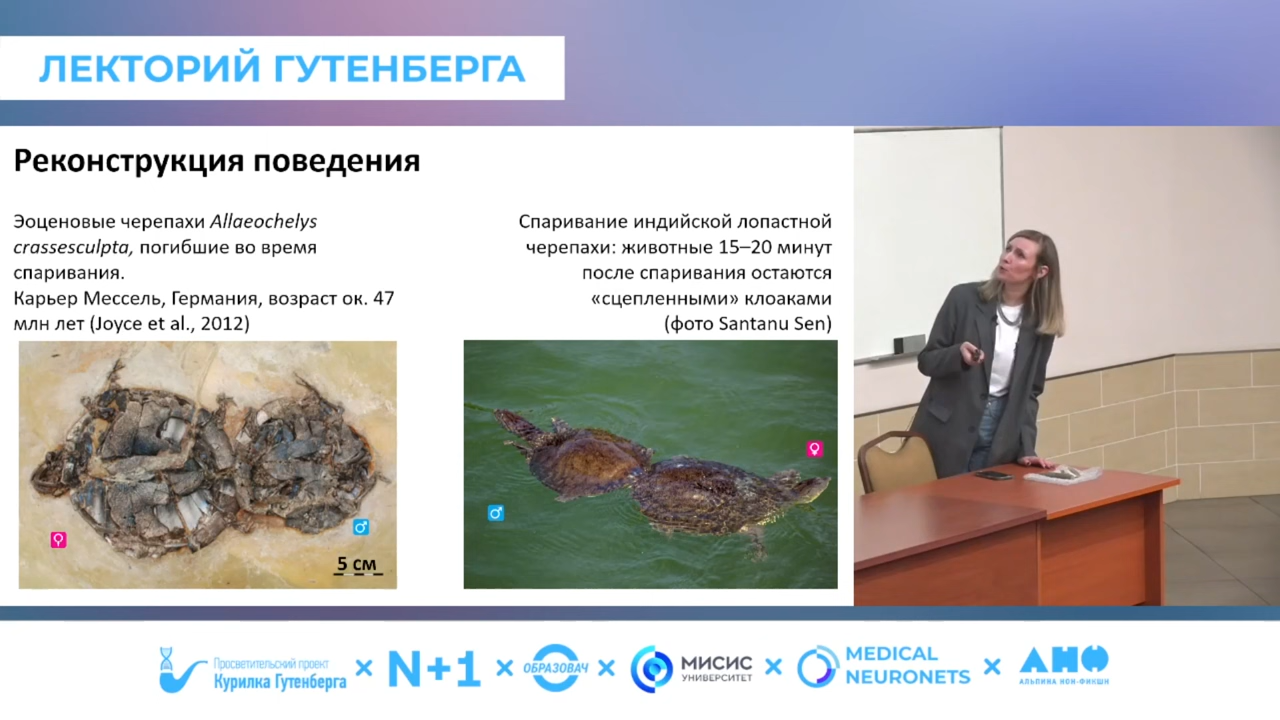 ЛЕКТОРИЙ ГУТЕНБЕРГА
Реконструкция поведения
Эоценовые черепахи Allaeochelys
crassesculpta, погибшие во время
спаривания.
Карьер Мессель, Германия, возраст ок. 47
млн лет (Joyce et al., 2012)
Спаривание индийской лопастной
черепахи: животные 15–20 минут
после спаривания остаются
«сцепленными» клоаками
(фото Santanu Sen)
5 см
Просветительский проект
Курилка Гутенберга
N+1
ОБРАЗОВАЧ
МИСИС
УНИВЕРСИТЕТ
MEDICAL
NEURONETS
АНФ
АЛЬПИНА НОН-ФИКШН